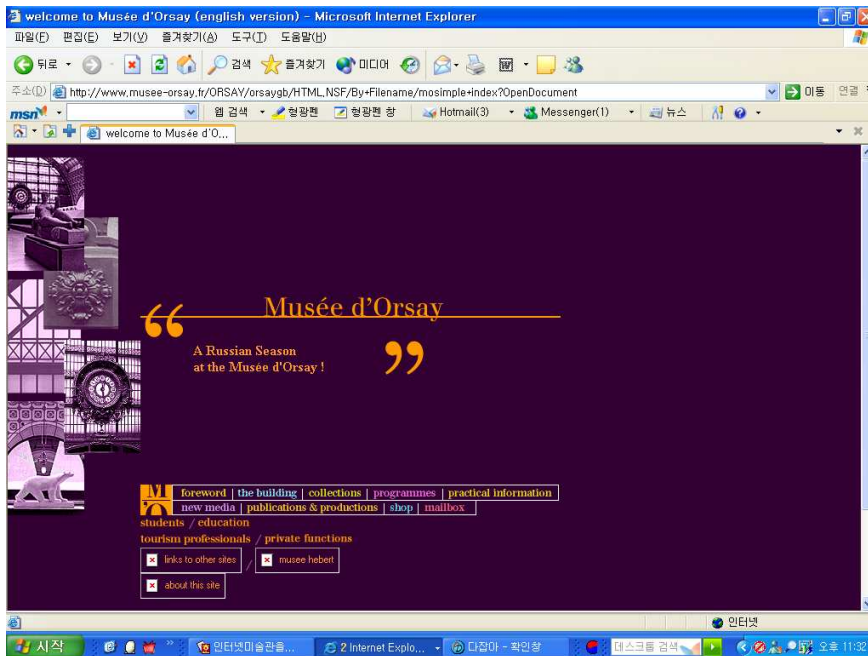 welcome to Musée d'Orsay (english version) - Microsoft Internet Explorer
파일(F) 편집(E) 보기(V) 즐겨찾기(A) 도구(T) 도움말(H)
뒤로 검색 즐겨찾기 미디어
주소(D) http://www.musee-orsay.fr/ORSAY/orsaygb/HTML.NSF/By+Filename/mosimple+index?OpenDocument 이동 연결
msn 웹 검색 형광펜 형광펜 창 Hotmail(3) Messenger(1) 뉴스
welcome to Musée d'O...
“ Musée d'Orsay
A Russian Season
at the Musée d'Orsay ! ”
M'O foreword | the building | collections | programmes | practical information
new media | publications & productions | shop | mailbox
students / education
tourism professionals / private functions
links to other sites / musee hebert
about this site
인터넷
시작 인터넷미술관을... 2 Internet Explo... 다잡아 - 확인창 데스크톱 검색 오후 11:32